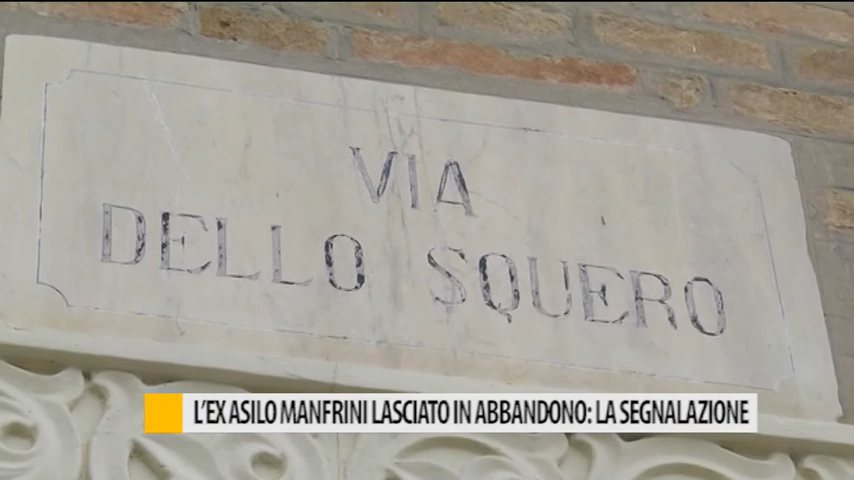 VIA
DELLO SQUERO
L'EX ASILO MANFRINI LASCIATO IN ABBANDONO: LA SEGNALAZIONE